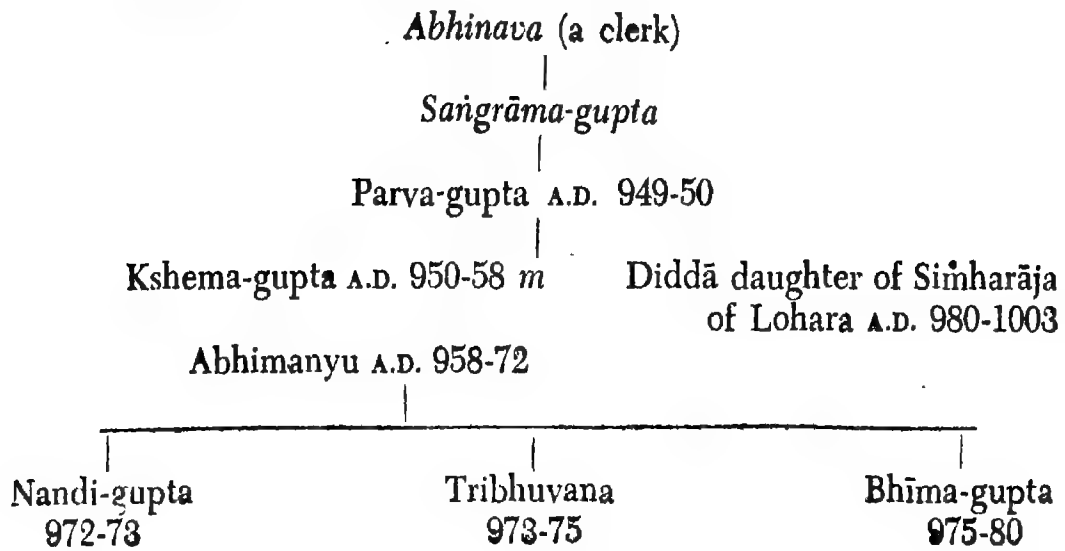 Abhinava (a clerk)
Saṅgrāma-gupta
Parva-gupta A.D. 949-50
Kshema-gupta A.D. 950-58 m Diddā daughter of Siṁharāja
of Lohara A.D. 980-1003
Abhimanyu A.D. 958-72
Nandi-gupta Tribhuvana Bhīma-gupta
972-73 973-75 975-80